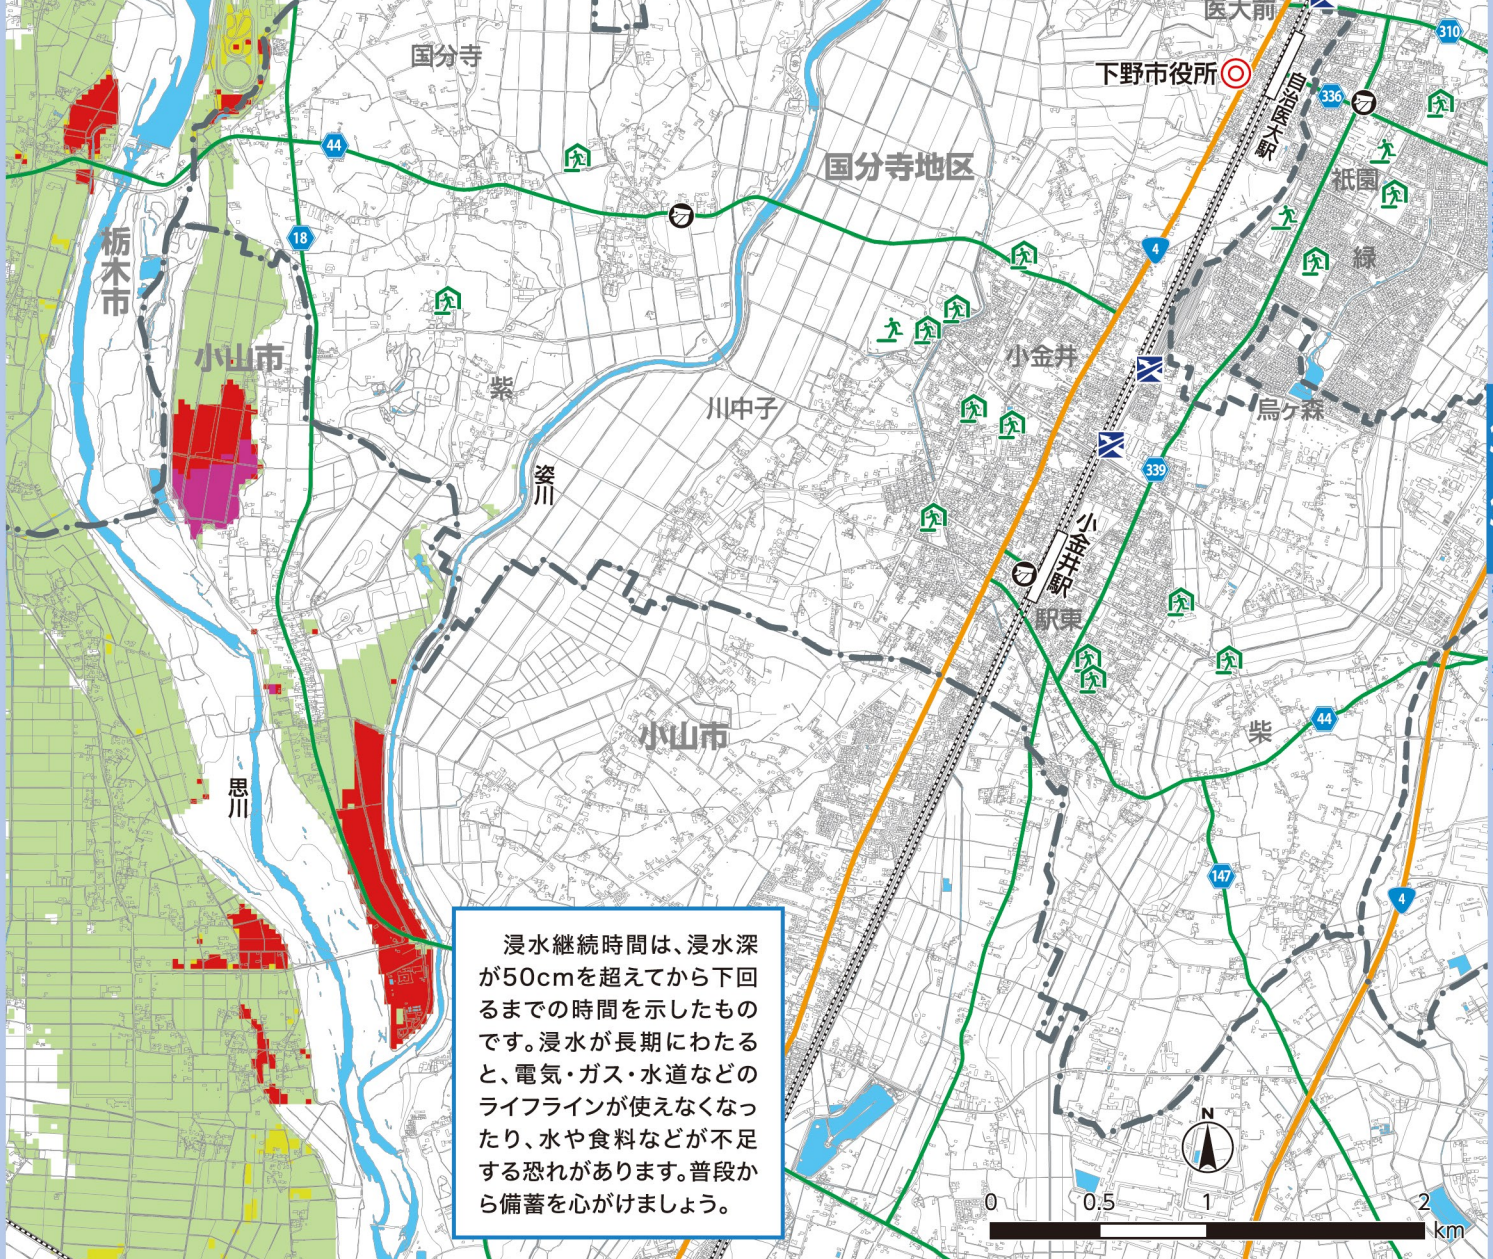 医大前
310
国分寺
下野市役所
自治医大駅
336
44
国分寺地区
祇園
18
4
緑
栃木市
小山市
紫
小金井
川中子
烏ヶ森
姿川
339
小金井駅
駅東
小山市
44
柴
思川
147
4
浸水継続時間は、浸水深
が50cmを超えてから下回
るまでの時間を示したもの
です。浸水が長期にわたる
と、電気・ガス・水道などの
ライフラインが使えなくなっ
たり、水や食料などが不足
する恐れがあります。普段か
ら備蓄を心がけましょう。
N
0 0.5 1 2
km